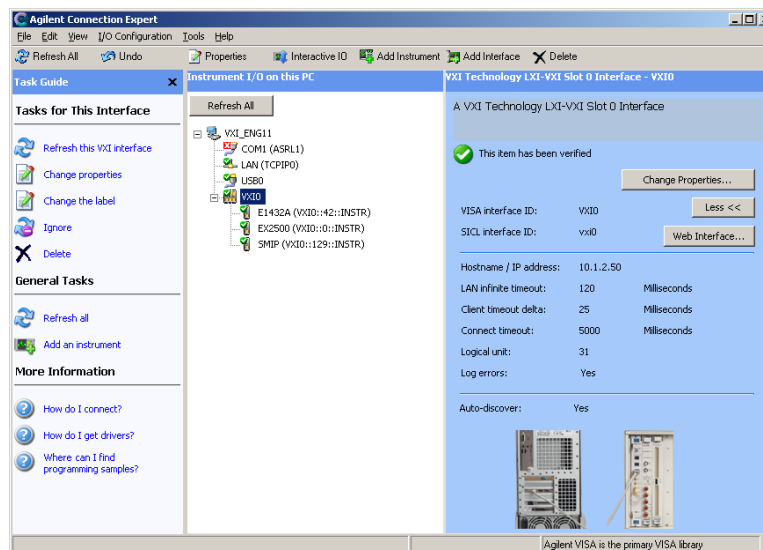 Agilent Connection Expert
File Edit View I/O Configuration Tools Help
Refresh All Undo Properties Interactive IO Add Instrument Add Interface Delete
Task Guide
Tasks for This Interface
Refresh this VXI interface
Change properties
Change the label
Ignore
Delete
General Tasks
Refresh all
Add an instrument
More Information
How do I connect?
How do I get drivers?
Where can I find
programming samples?
Instrument I/O on this PC
Refresh All
VXI_ENG11
COM1 (ASRL1)
LAN (TCPIP0)
USB0
VXI0
E1432A (VXI0::42::INSTR)
EX2500 (VXI0::0::INSTR)
SMIP (VXI0::129::INSTR)
VXI Technology LXI-VXI Slot 0 Interface - VXI0
A VXI Technology LXI-VXI Slot 0 Interface
This item has been verified
Change Properties...
VISA interface ID: VXI0
Less <<
SICL interface ID: vxi0
Web Interface...
Hostname / IP address: 10.1.2.50
LAN infinite timeout: 120 Milliseconds
Client timeout delta: 25 Milliseconds
Connect timeout: 5000 Milliseconds
Logical unit: 31
Log errors: Yes
Auto-discover: Yes
Agilent VISA is the primary VISA library